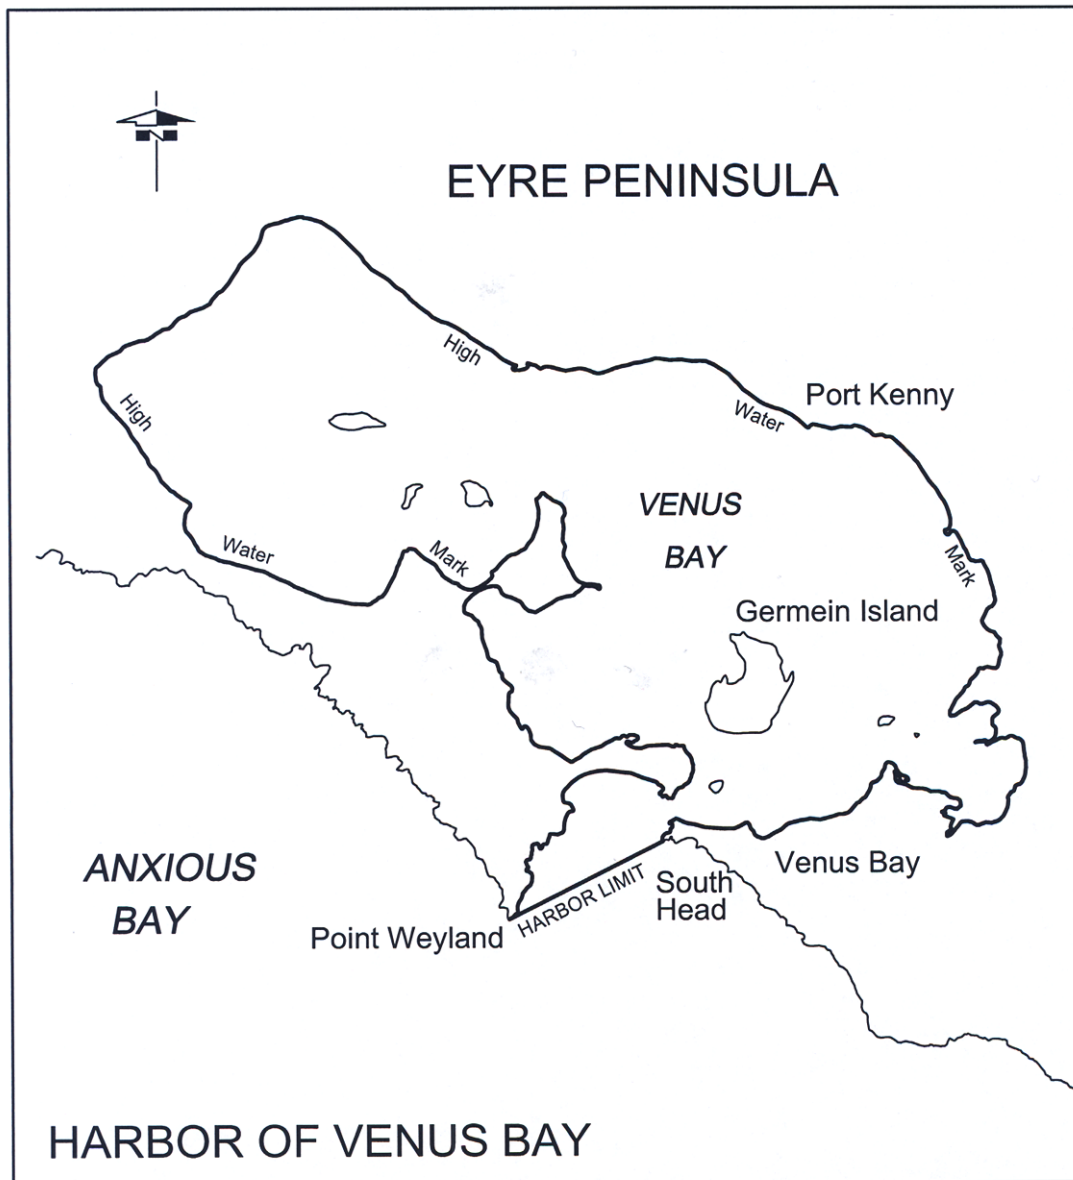 N
EYRE PENINSULA
High
Port Kenny
Water
High
VENUS
BAY
Water
Mark
Mark
Germein Island
ANXIOUS
BAY
Venus Bay
South
Head
HARBOR LIMIT
Point Weyland
HARBOR OF VENUS BAY